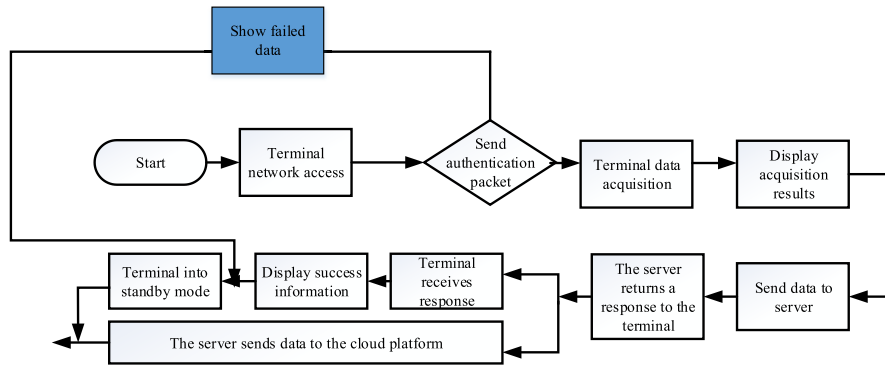 Show failed
data
Start
Terminal
network access
Send
authentication
packet
Terminal data
acquisition
Display
acquisition
results
Terminal into
standby mode
Display success
information
Terminal
receives
response
The server
returns a
response to the
terminal
Send data to
server
The server sends data to the cloud platform